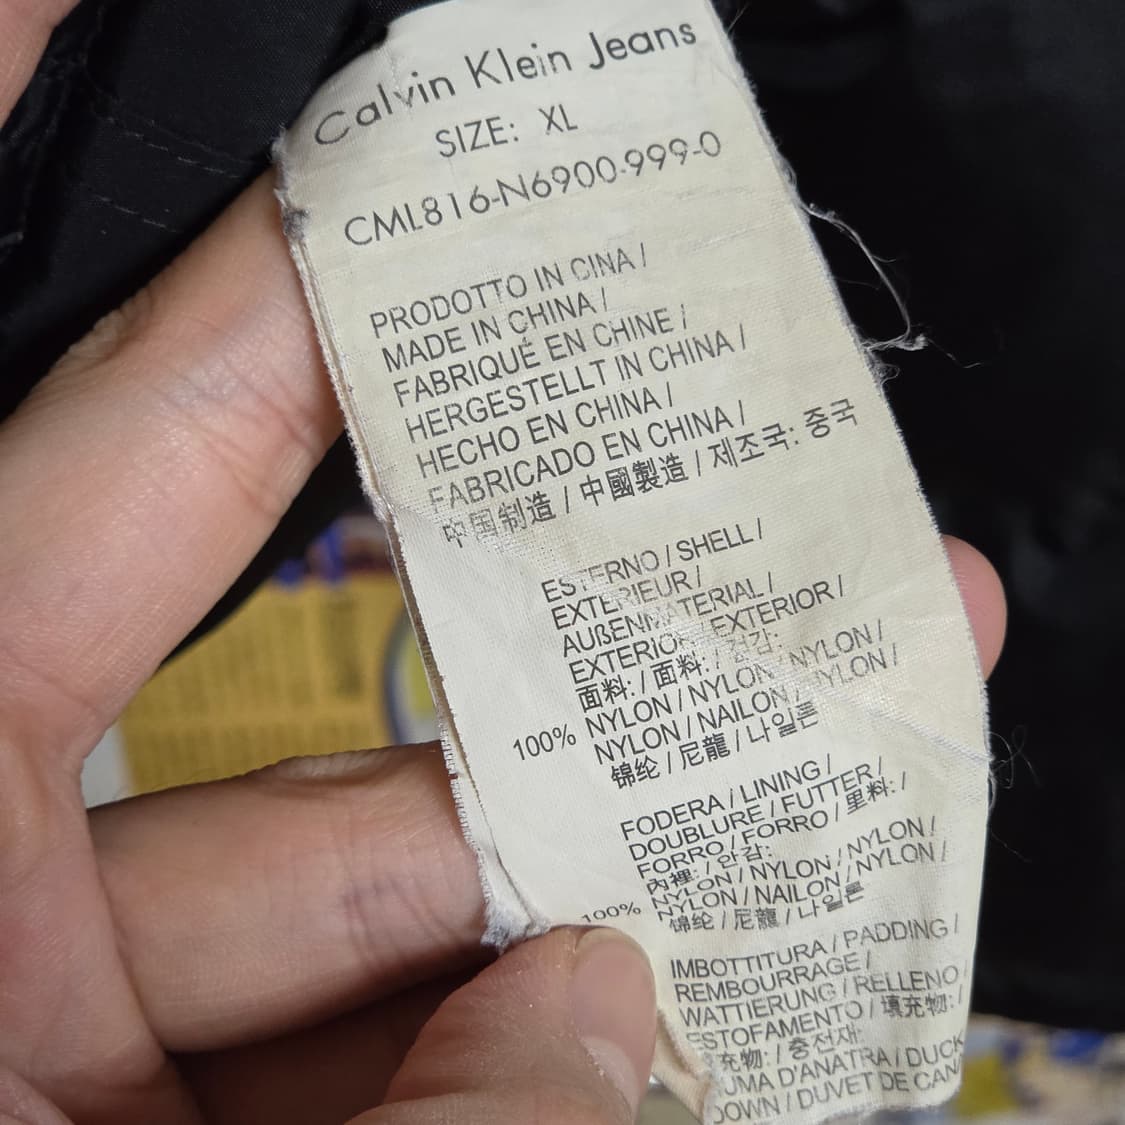 Calvin Klein Jeans
SIZE: XL
CML816-N6900-999-0
PRODOTTO IN CINA /
MADE IN CHINA /
FABRIQUÉ EN CHINE /
HERGESTELLT IN CHINA /
HECHO EN CHINA /
FABRICADO EN CHINA /
中国制造 / 中國製造 / 제조국: 중국
ESTERNO / SHELL /
EXTERIEUR /
AUßENMATERIAL /
EXTERIOR / EXTERIOR /
面料: / 面料: / 겉감:
NYLON / NYLON / NYLON /
100% NYLON / NAILON / NYLON /
锦纶 / 尼龍 / 나일론
FODERA / LINING /
DOUBLURE / FUTTER /
FORRO / FORRO / 里料: /
內裡: / 안감:
NYLON / NYLON / NYLON /
100% NYLON / NAILON / NYLON /
锦纶 / 尼龍 / 나일론
IMBOTTITURA / PADDING /
REMBOURRAGE /
WATTIERUNG / RELLENO /
ESTOFAMENTO / 填充物: /
充物: / 충전재:
UMA D'ANATRA / DUCK
DOWN / DUVET DE CAN